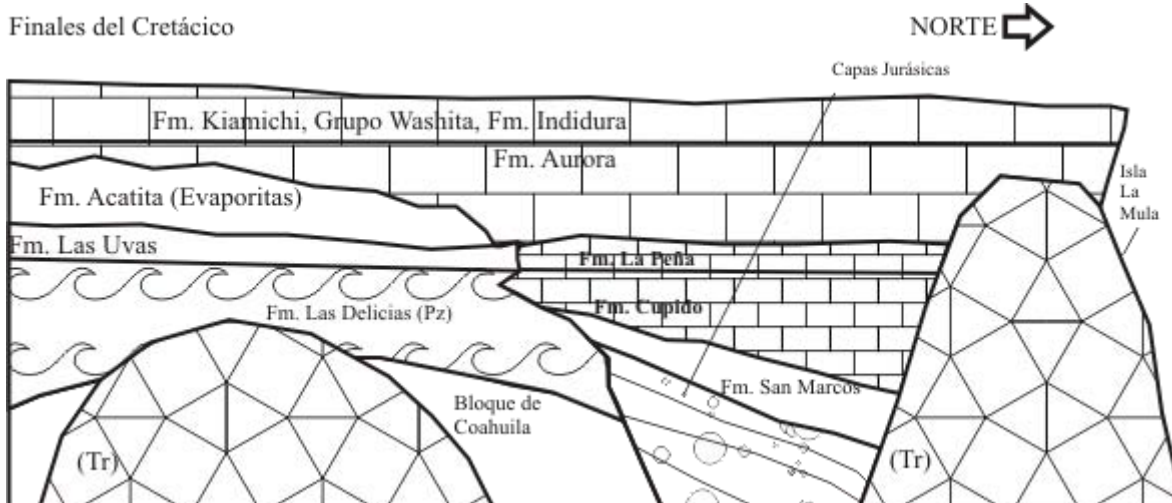 Finales del Cretácico
NORTE
Capas Jurásicas
Fm. Kiamichi, Grupo Washita, Fm. Indidura
Fm. Aurora
Isla
La
Mula
Fm. Acatita (Evaporitas)
Fm. Las Uvas
Fm. La Peña
Fm. Las Delicias (Pz)
Fm. Cupido
Fm. San Marcos
Bloque de
Coahuila
(Tr)
(Tr)